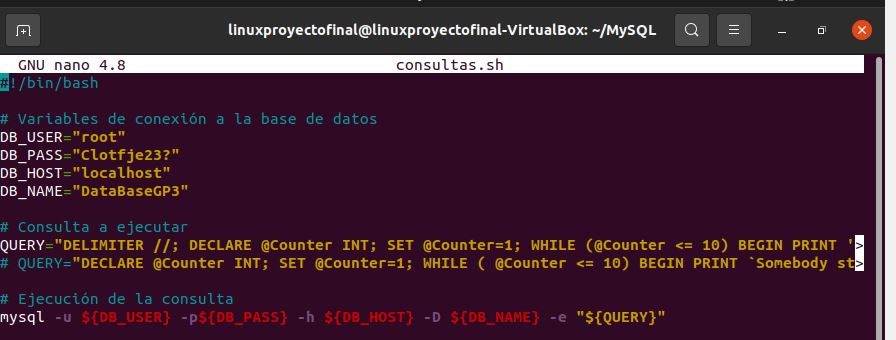 linuxproyectofinal@linuxproyectofinal-VirtualBox: ~/MySQL
GNU nano 4.8 consultas.sh
#!/bin/bash
# Variables de conexión a la base de datos
DB_USER="root"
DB_PASS="Clotfje23?"
DB_HOST="localhost"
DB_NAME="DataBaseGP3"
# Consulta a ejecutar
QUERY="DELIMITER //; DECLARE @Counter INT; SET @Counter=1; WHILE (@Counter <= 10) BEGIN PRINT '>
# QUERY="DECLARE @Counter INT; SET @Counter=1; WHILE ( @Counter <= 10) BEGIN PRINT `Somebody st>
# Ejecución de la consulta
mysql -u ${DB_USER} -p${DB_PASS} -h ${DB_HOST} -D ${DB_NAME} -e "${QUERY}"